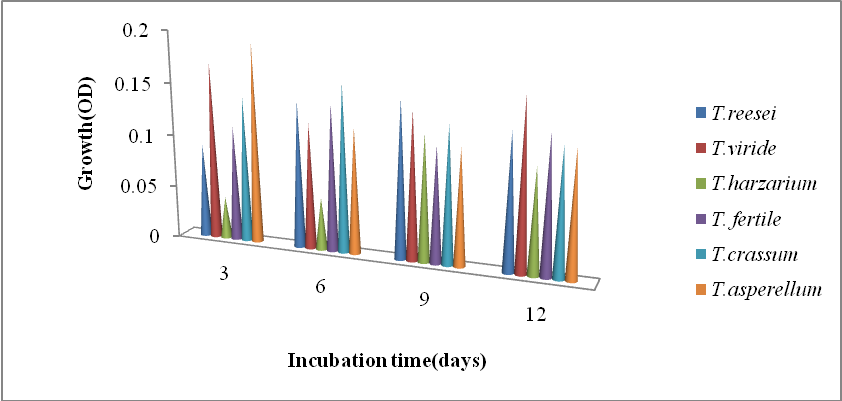 Growth(OD)
0.2
0.15
0.1
0.05
0
3
6
9
12
Incubation time(days)
T.reesei
T.viride
T.harzarium
T. fertile
T.crassum
T.asperellum